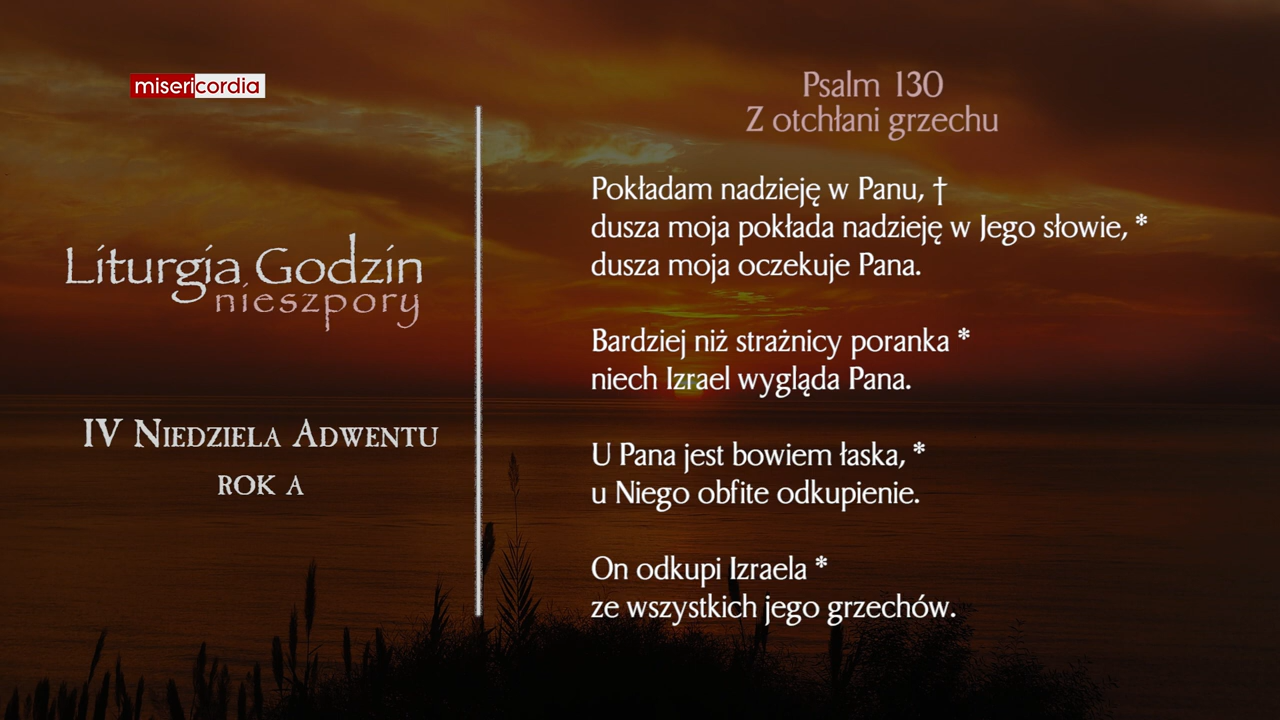 misericordia
Liturgia Godzin
nieszpory
IV Niedziela Adwentu
rok a
Psalm 130
Z otchłani grzechu
Pokładam nadzieję w Panu, †
dusza moja pokłada nadzieję w Jego słowie, *
dusza moja oczekuje Pana.
Bardziej niż strażnicy poranka *
niech Izrael wygląda Pana.
U Pana jest bowiem łaska, *
u Niego obfite odkupienie.
On odkupi Izraela *
ze wszystkich jego grzechów.